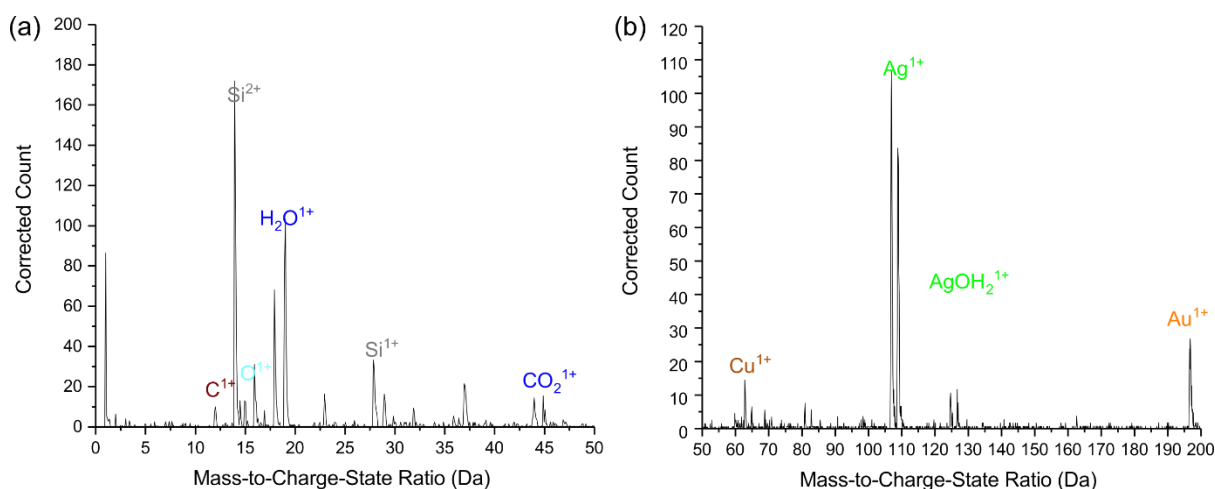 (a)
200
180
160
140
120
100
80
60
40
20
0
Corrected Count
Si²⁺
H₂O¹⁺
C¹⁺
O¹⁺
Si¹⁺
CO₂¹⁺
0 5 10 15 20 25 30 35 40 45 50
Mass-to-Charge-State Ratio (Da)
(b)
120
110
100
90
80
70
60
50
40
30
20
10
0
Corrected Count
Ag¹⁺
AgOH₂¹⁺
Au¹⁺
Cu¹⁺
50 60 70 80 90 100 110 120 130 140 150 160 170 180 190 200
Mass-to-Charge-State Ratio (Da)